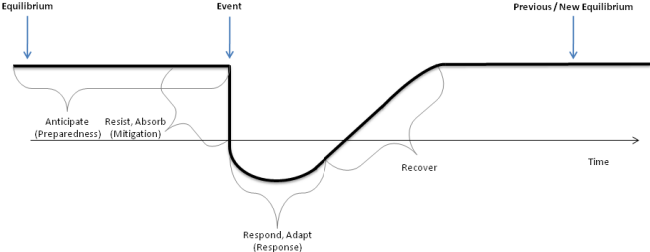 Equilibrium
Event
Previous / New Equilibrium
Anticipate
(Preparedness)
Resist, Absorb
(Mitigation)
Recover
Time
Respond, Adapt
(Response)